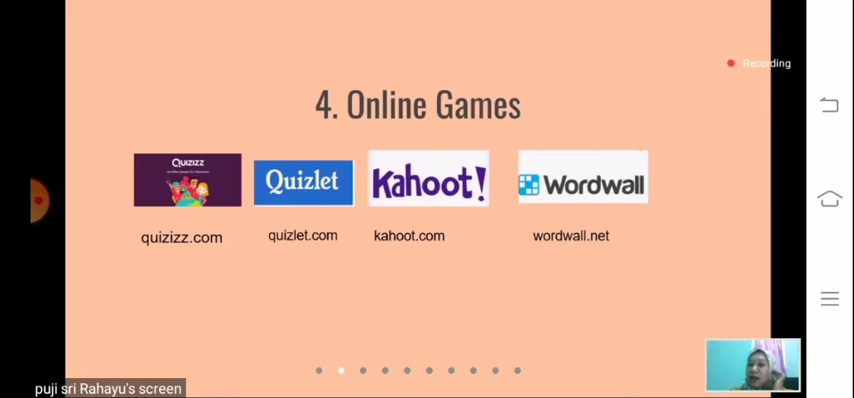 Recording
4. Online Games
QUIZIZZ
Quizlet
Kahoot!
Wordwall
quizizz.com
quizlet.com
kahoot.com
wordwall.net
puji sri Rahayu's screen